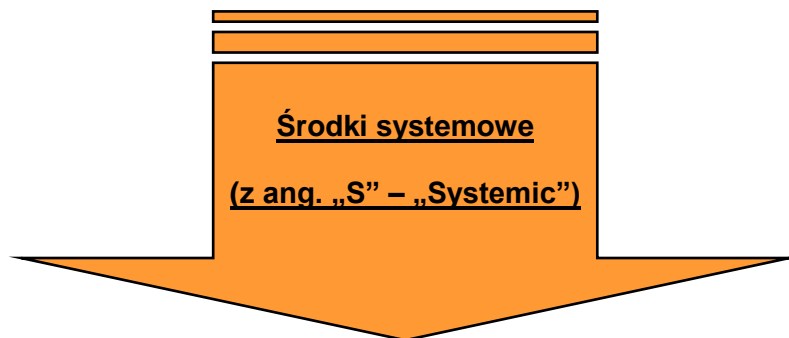 Środki systemowe
(z ang. „S” – „Systemic”)